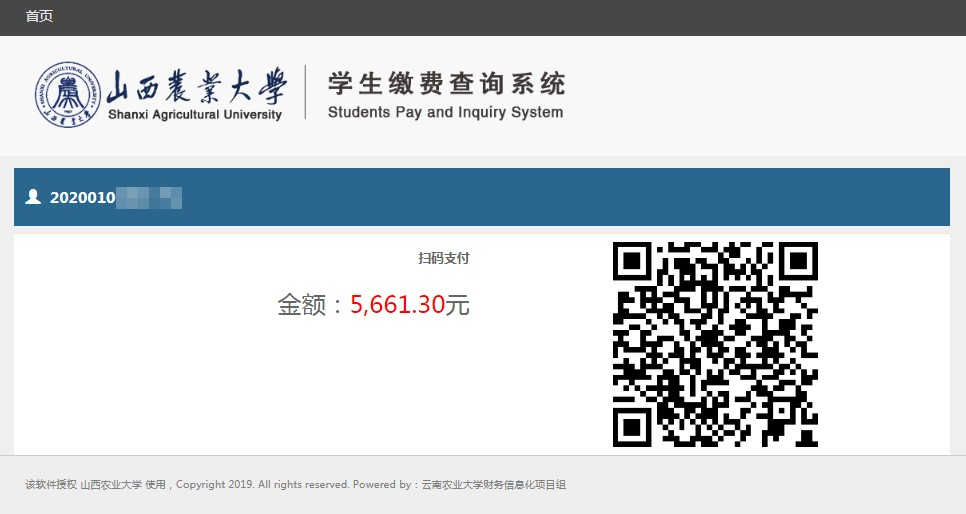 首页
山西農業大學
Shanxi Agricultural University
学生缴费查询系统
Students Pay and Inquiry System
2020010
扫码支付
金额：5,661.30元
该软件授权 山西农业大学 使用，Copyright 2019. All rights reserved. Powered by：云南农业大学财务信息化项目组